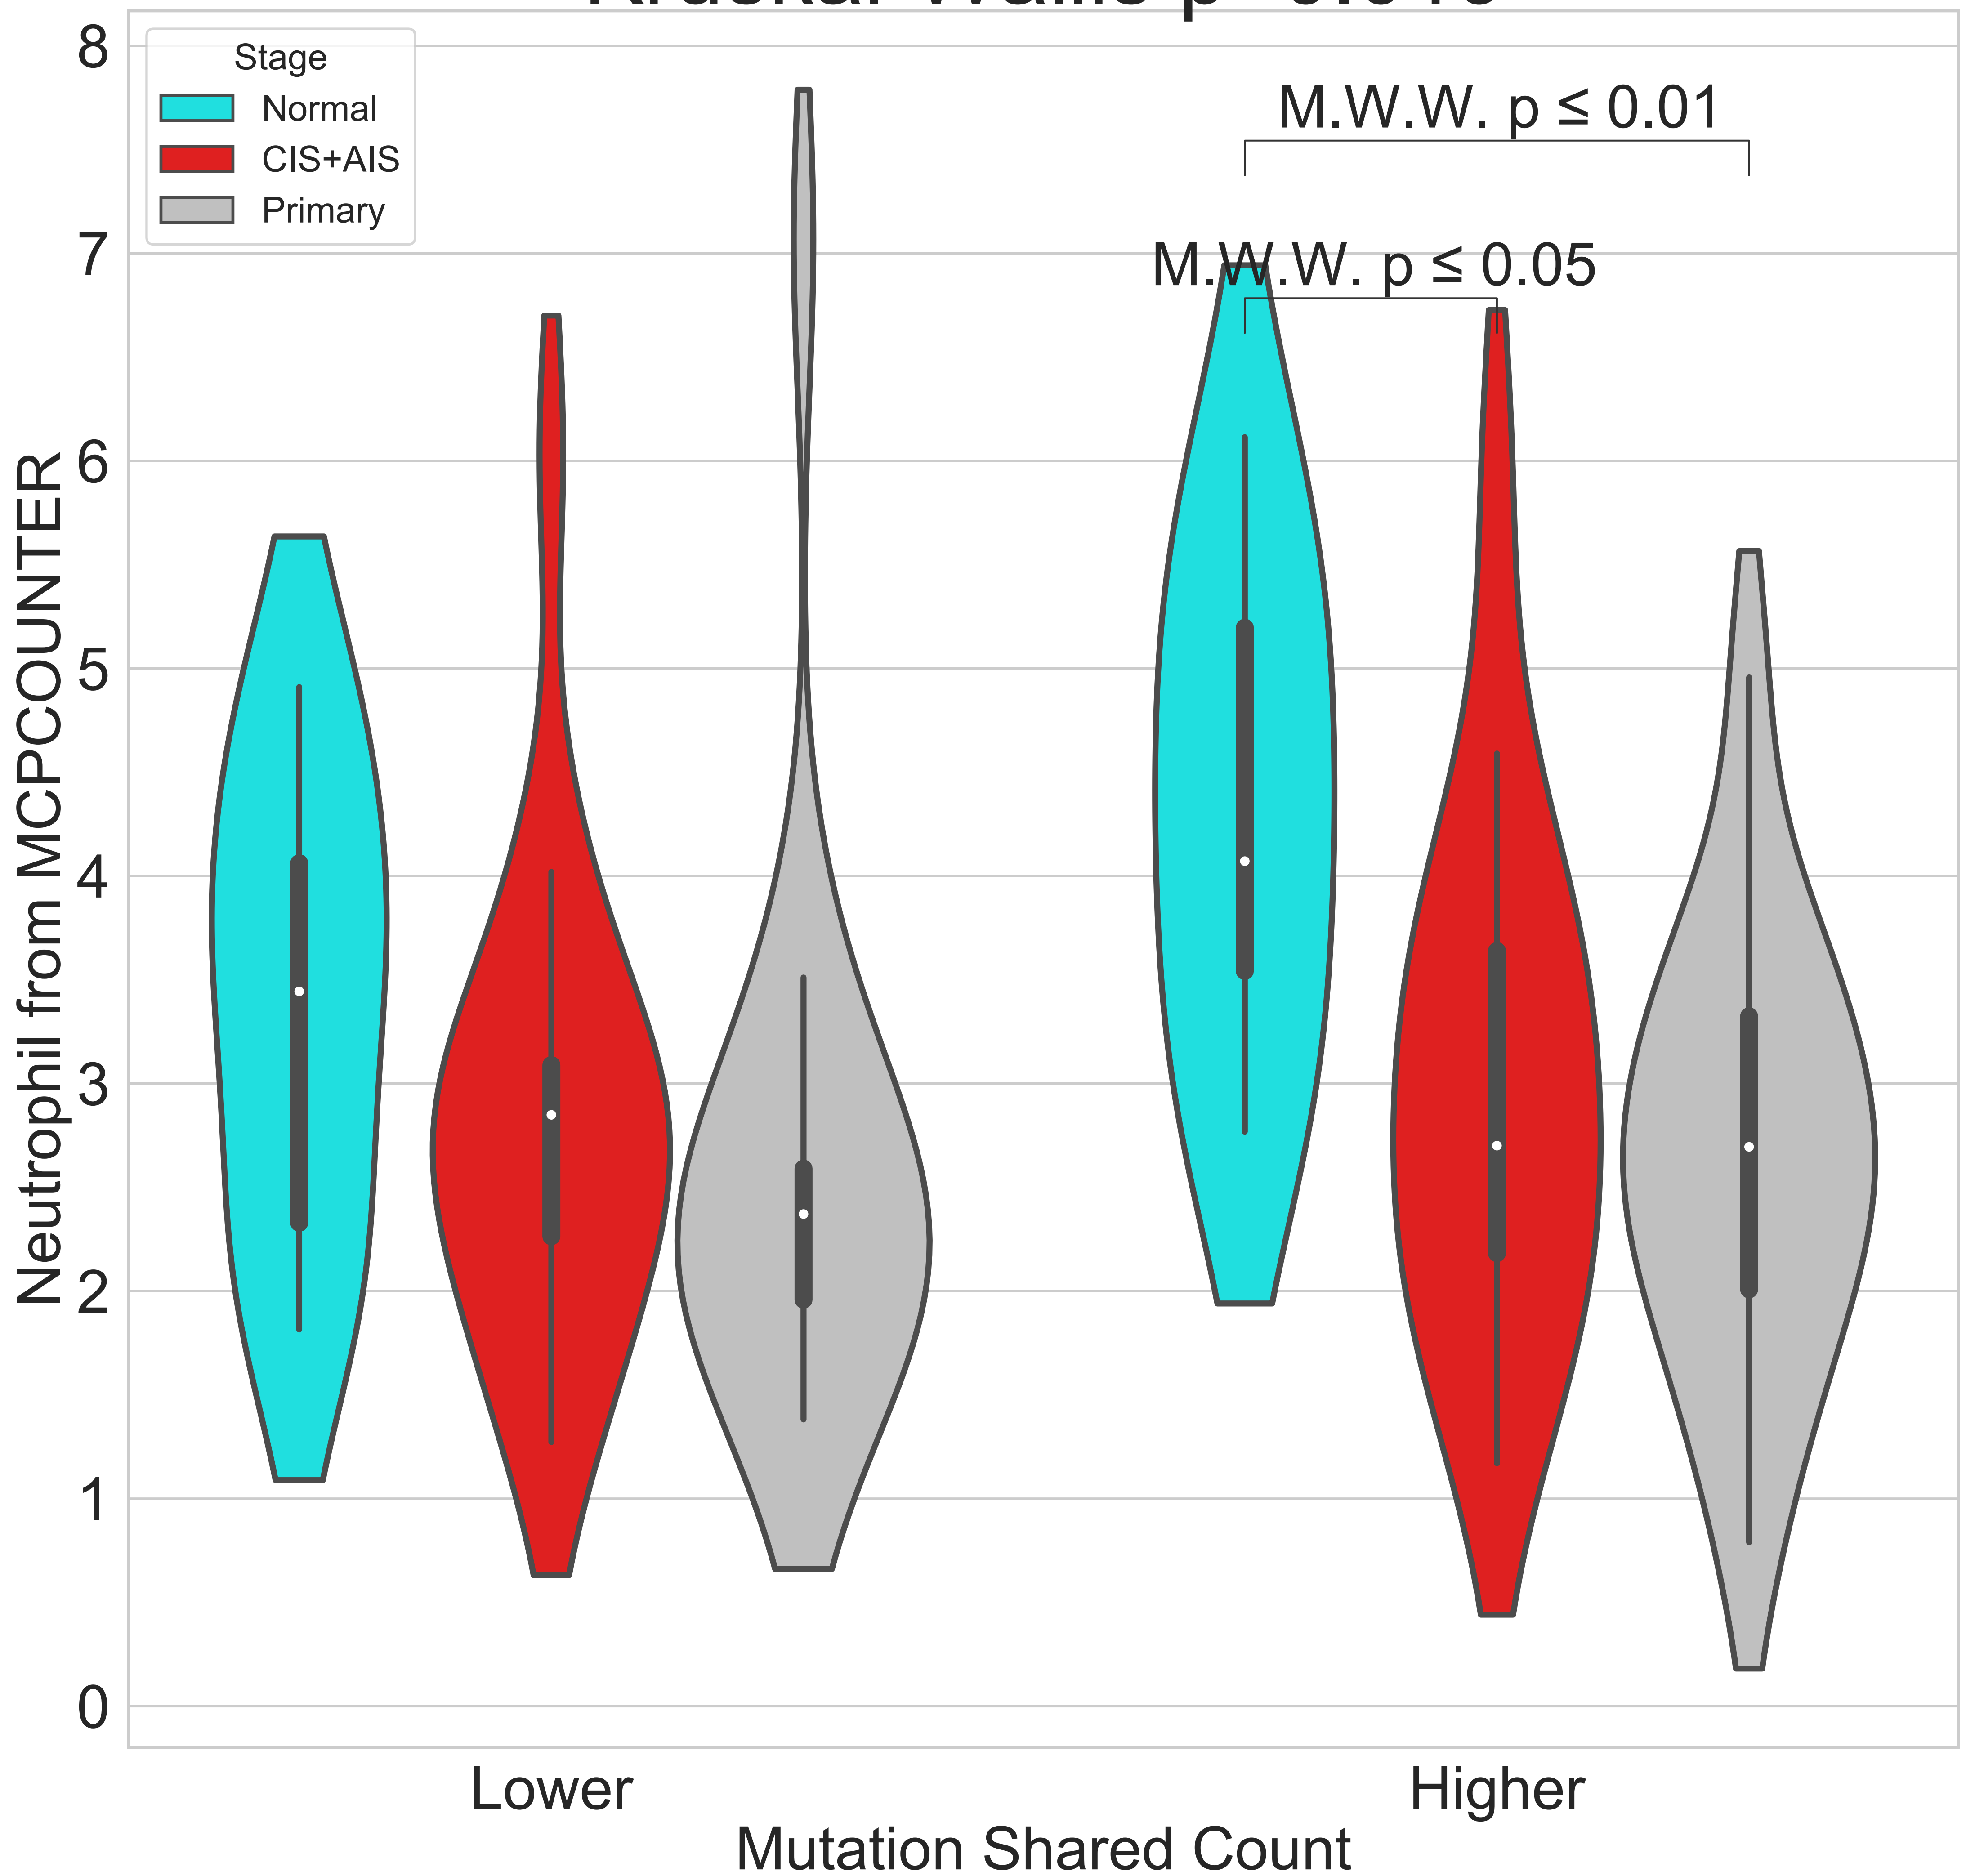 8
7
6
5
4
3
2
1
0
Neutrophil from MCPCOUNTER
Stage
Normal
CIS+AIS
Primary
M.W.W. p ≤ 0.01
M.W.W. p ≤ 0.05
Lower
Higher
Mutation Shared Count